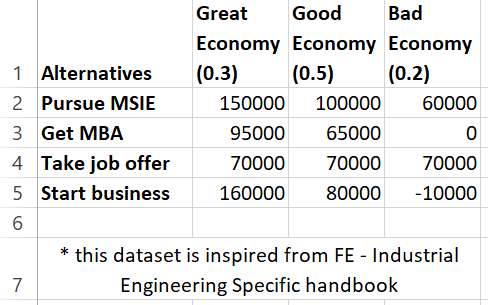 Great Good Bad
Economy Economy Economy
1 Alternatives (0.3) (0.5) (0.2)
2 Pursue MSIE 150000 100000 60000
3 Get MBA 95000 65000 0
4 Take job offer 70000 70000 70000
5 Start business 160000 80000 -10000
6
* this dataset is inspired from FE - Industrial
7 Engineering Specific handbook